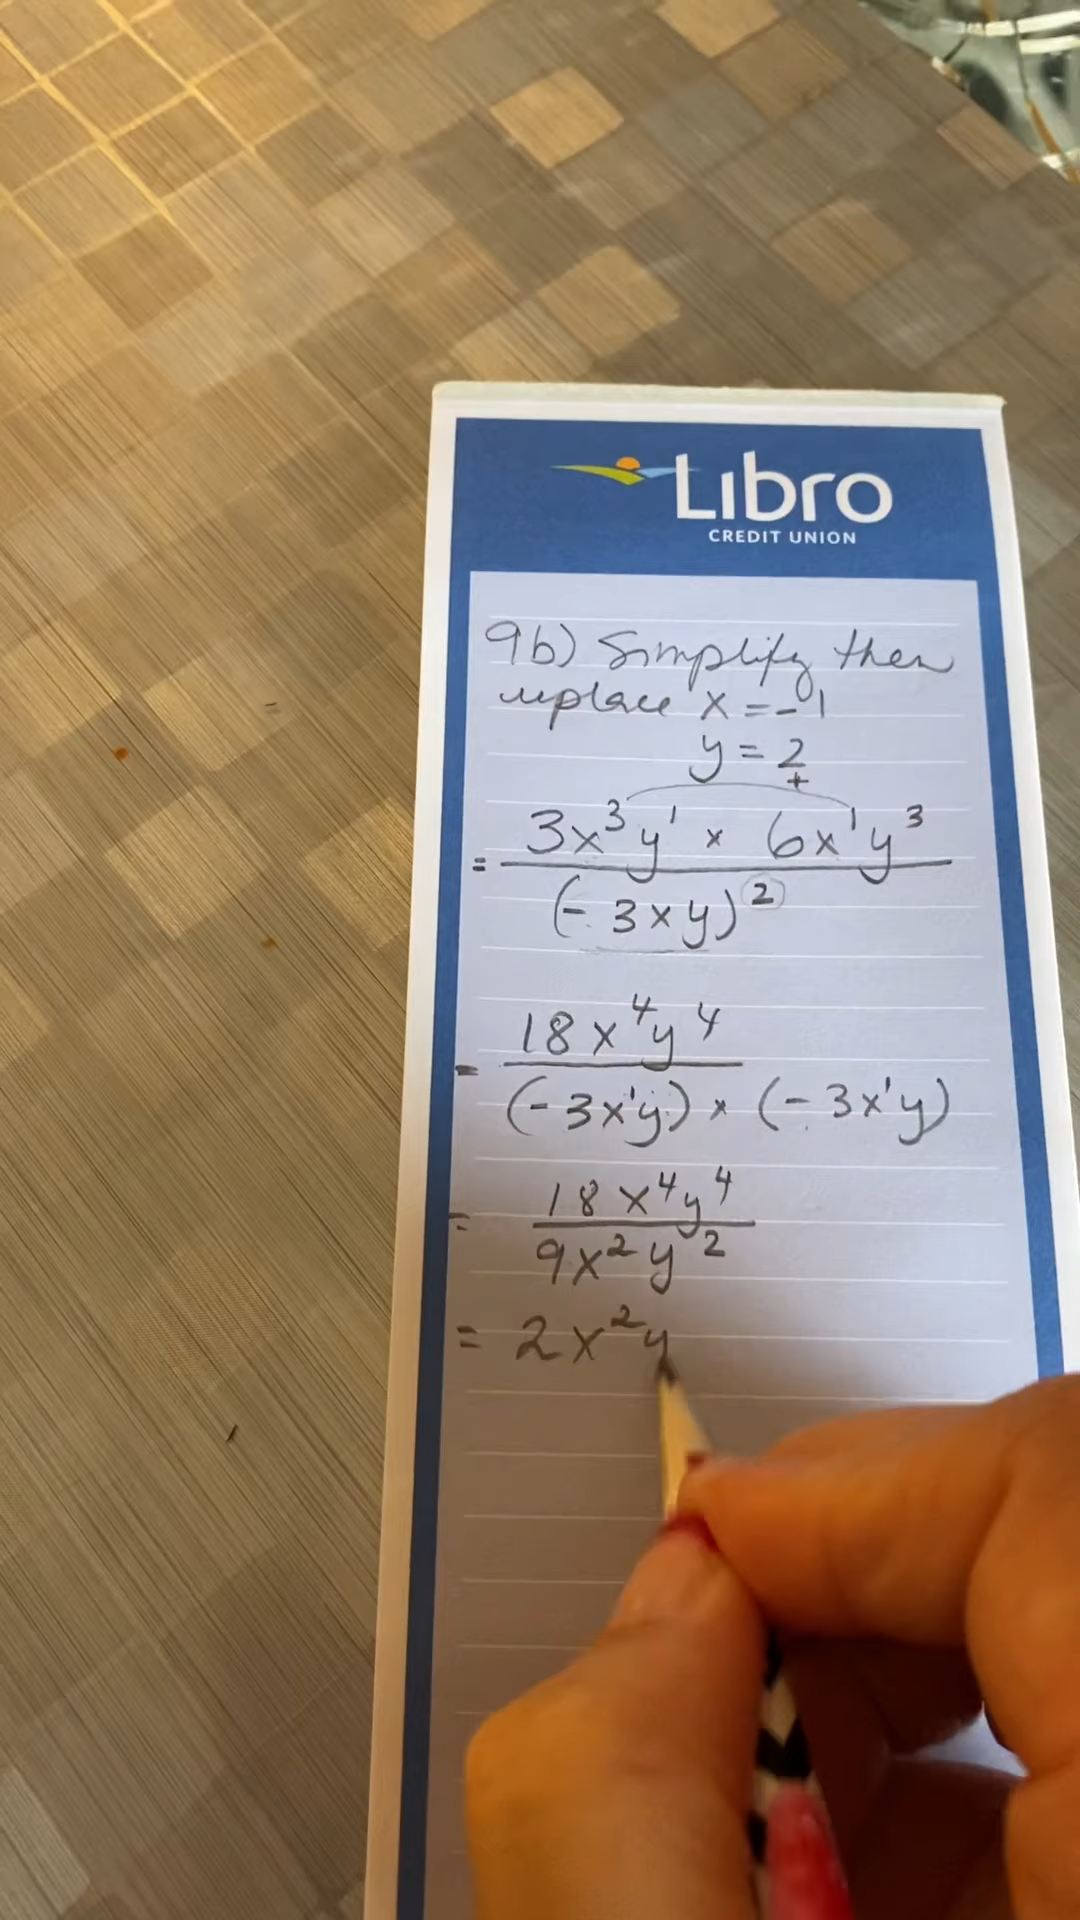 Libro
CREDIT UNION
9b) Simplify then
replace x = -1
y = 2
+
= 3x³y¹ × 6x¹y³
(-3xy)²
= 18x⁴y⁴
(-3x¹y) × (-3x¹y)
= 18x⁴y⁴
9x²y²
= 2x²y